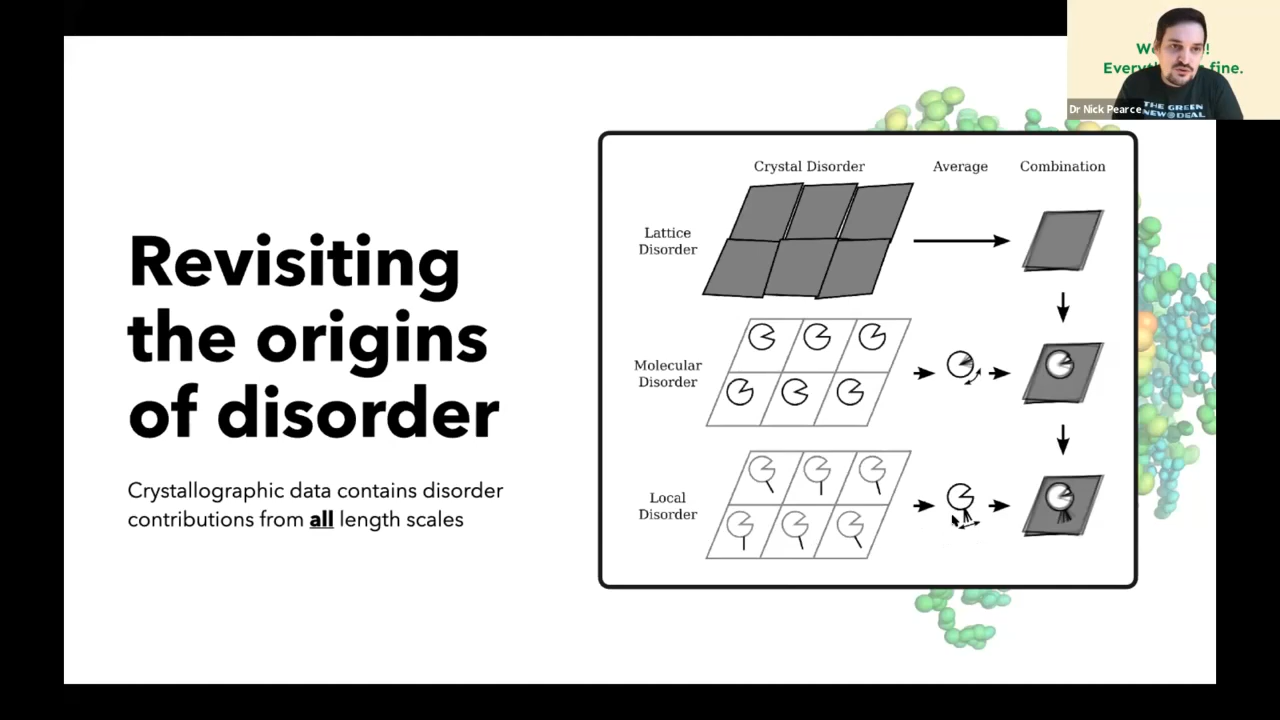 Revisiting
the origins
of disorder
Crystallographic data contains disorder
contributions from all length scales
Crystal Disorder
Average
Combination
Lattice
Disorder
Molecular
Disorder
Local
Disorder
fine.
Dr Nick Pearce
THE GREEN
NEW DEAL